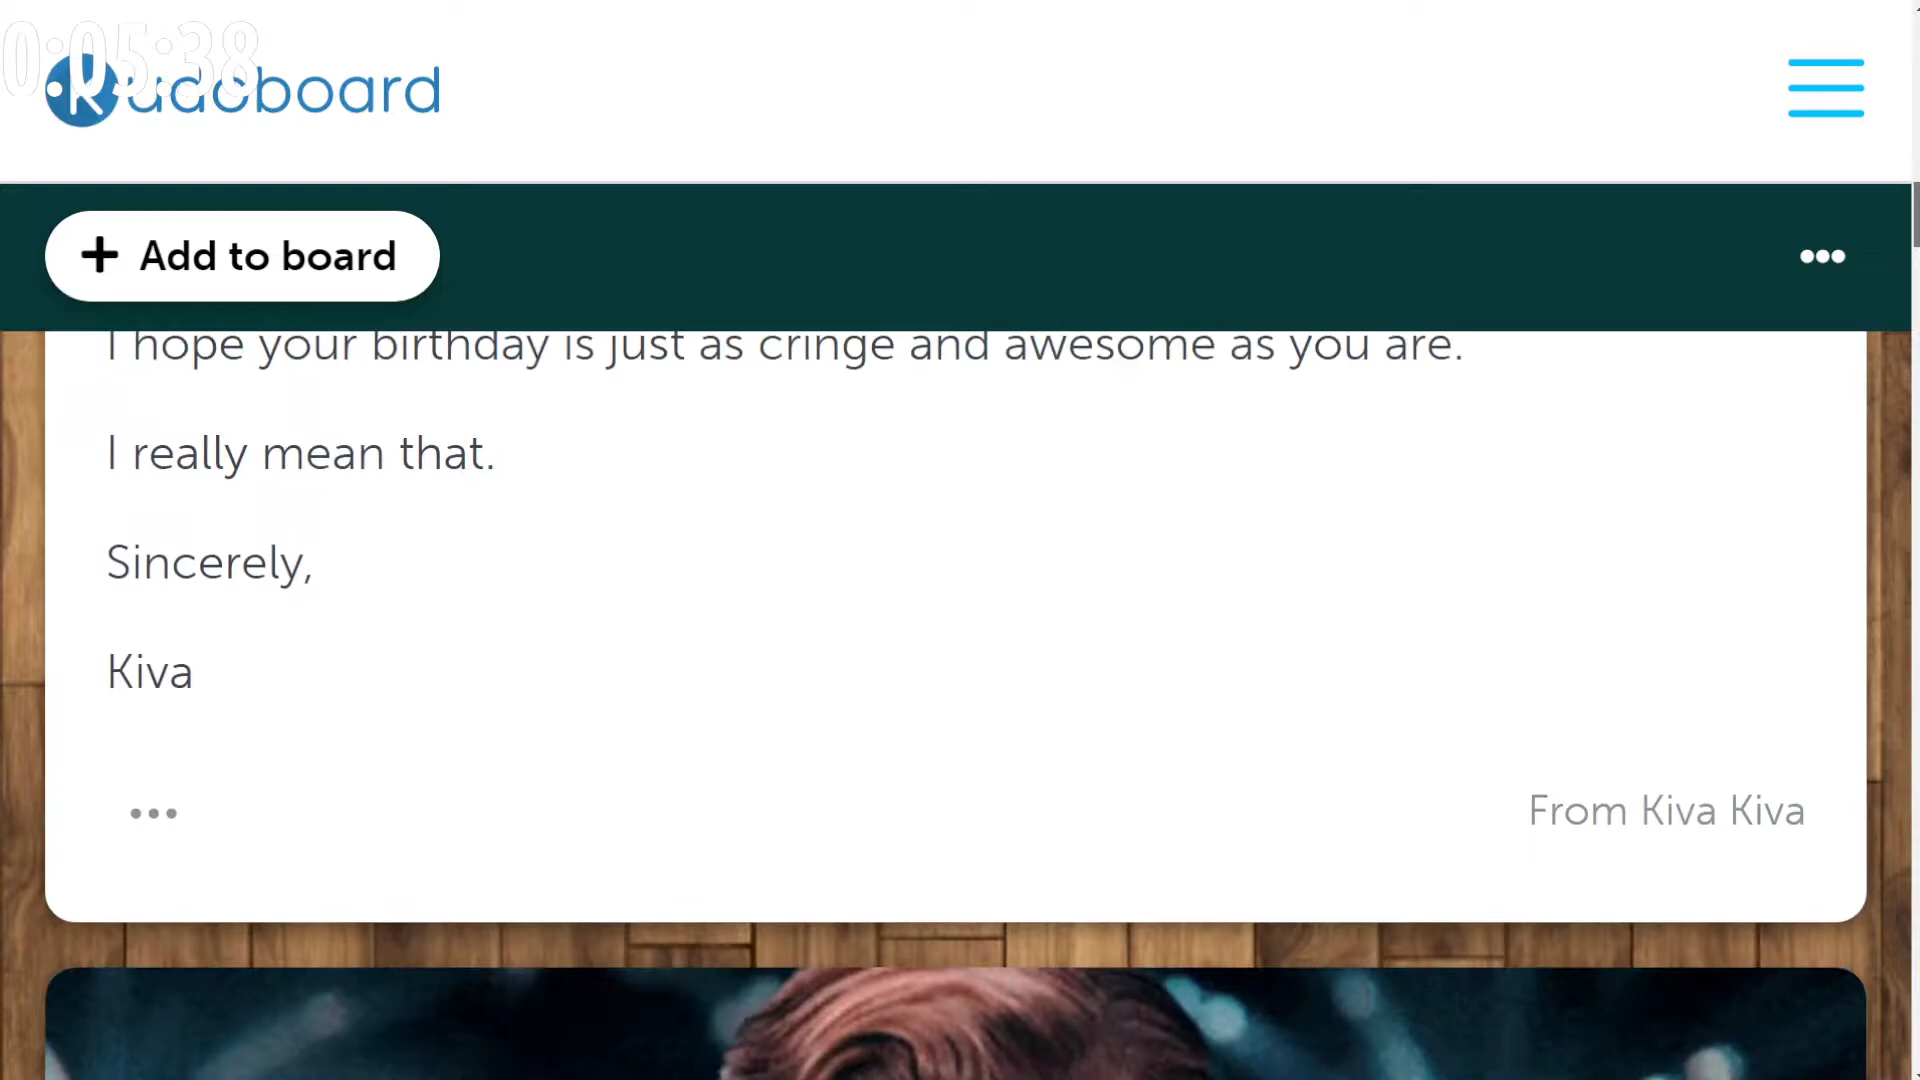 0:05:38
Kudoboard
+ Add to board
I hope your birthday is just as cringe and awesome as you are.
I really mean that.
Sincerely,
Kiva
From Kiva Kiva